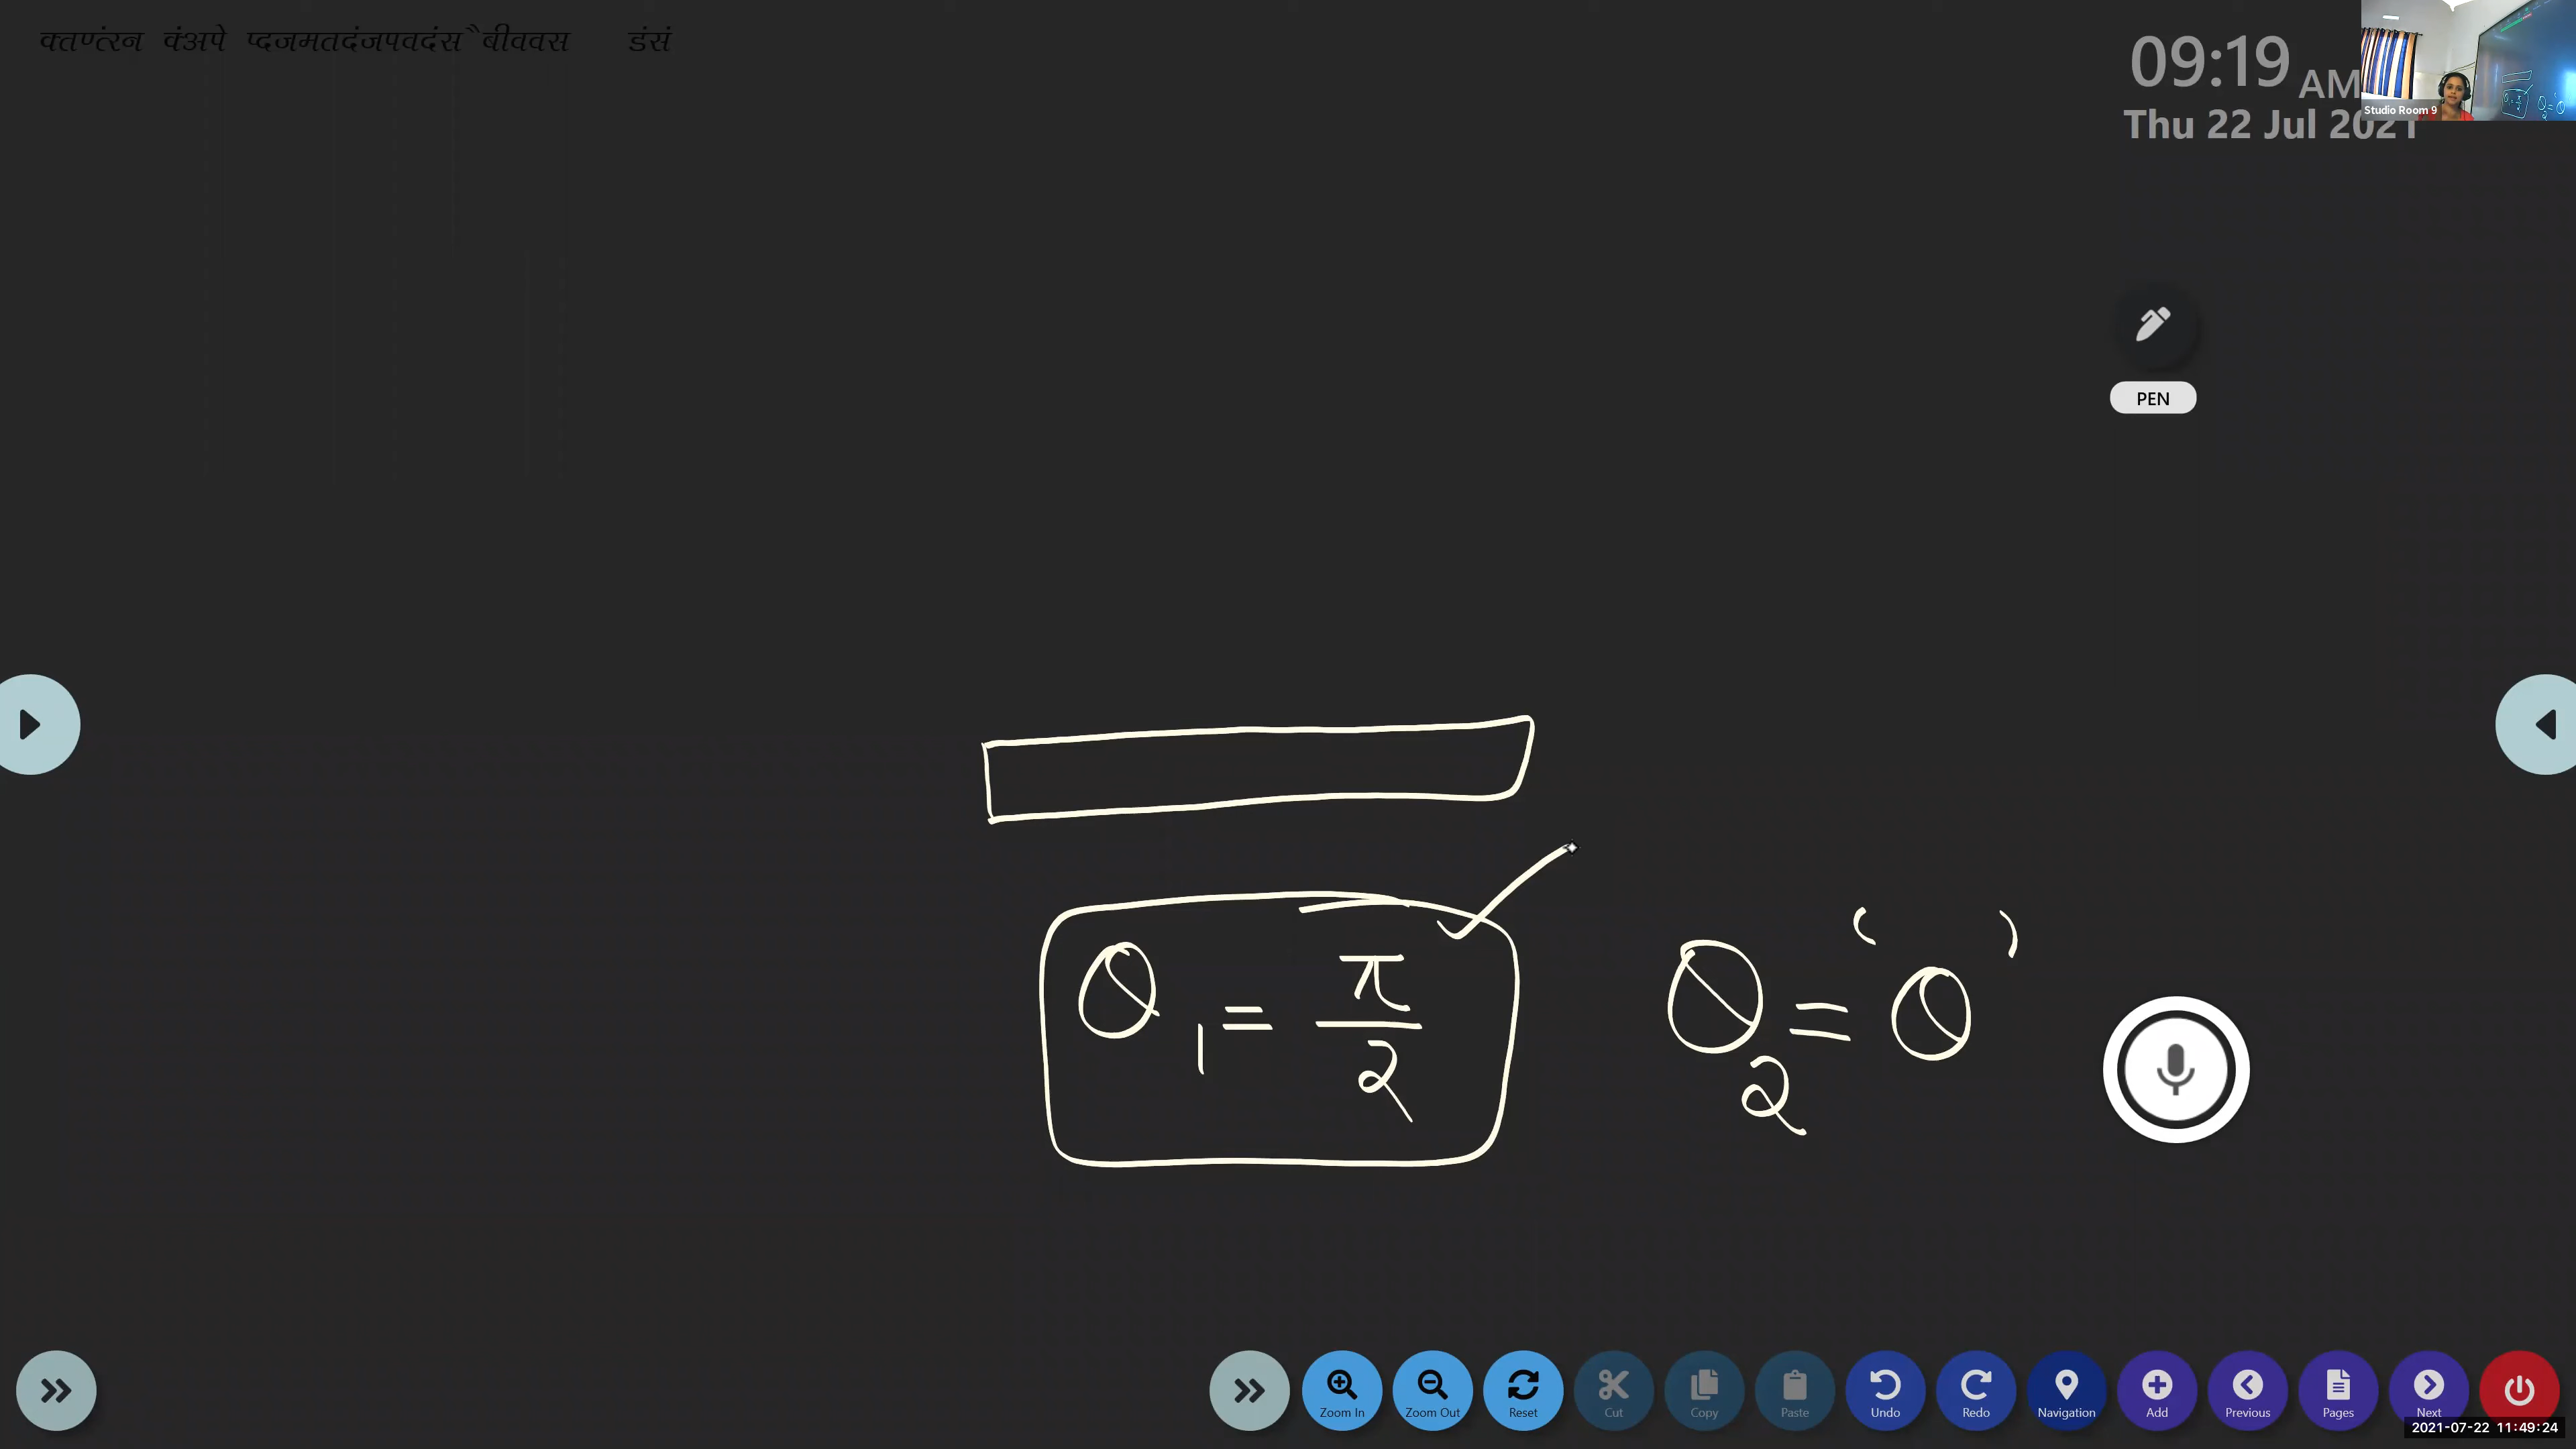 क्तण्तंरन कंअपे प्दजमतदंजपवदंस ैबीववस डंसं
09:19 AM
Thu 22 Jul 2021
Studio Room 9
PEN
θ₁ = π/2
θ₂ = θ
Zoom In Zoom Out Reset Cut Copy Paste Undo Redo Navigation Add Previous Pages Next
2021-07-22 11:49:24